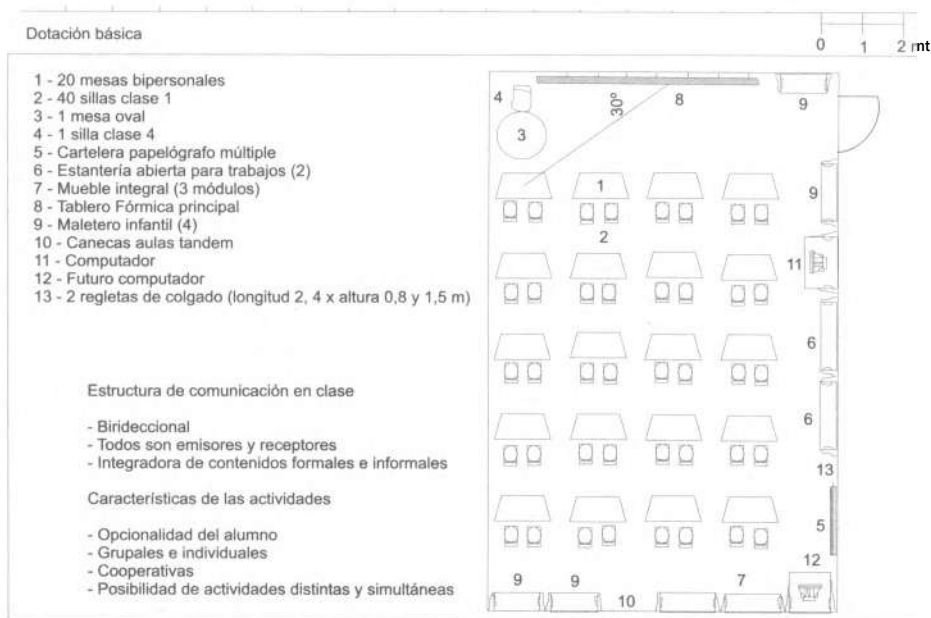 Dotación básica
0 1 2 mt
1 - 20 mesas bipersonales
2 - 40 sillas clase 1
3 - 1 mesa oval
4 - 1 silla clase 4
5 - Cartelera papelógrafo múltiple
6 - Estantería abierta para trabajos (2)
7 - Mueble integral (3 módulos)
8 - Tablero Fórmica principal
9 - Maletero infantil (4)
10 - Canecas aulas tandem
11 - Computador
12 - Futuro computador
13 - 2 regletas de colgado (longitud 2, 4 x altura 0,8 y 1,5 m)
Estructura de comunicación en clase
- Birideccional
- Todos son emisores y receptores
- Integradora de contenidos formales e informales
Características de las actividades
- Opcionalidad del alumno
- Grupales e individuales
- Cooperativas
- Posibilidad de actividades distintas y simultáneas
4
30º
8
9
3
1
9
2
11
6
6
13
5
12
9
9
10
7